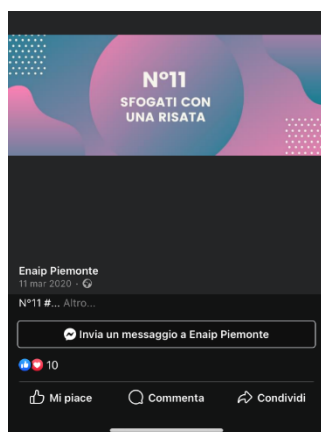 N°11
SFOGATI CON
UNA RISATA
Enaip Piemonte
11 mar 2020 ·
N°11 #... Altro...
Invia un messaggio a Enaip Piemonte
10
Mi piace Commenta Condividi